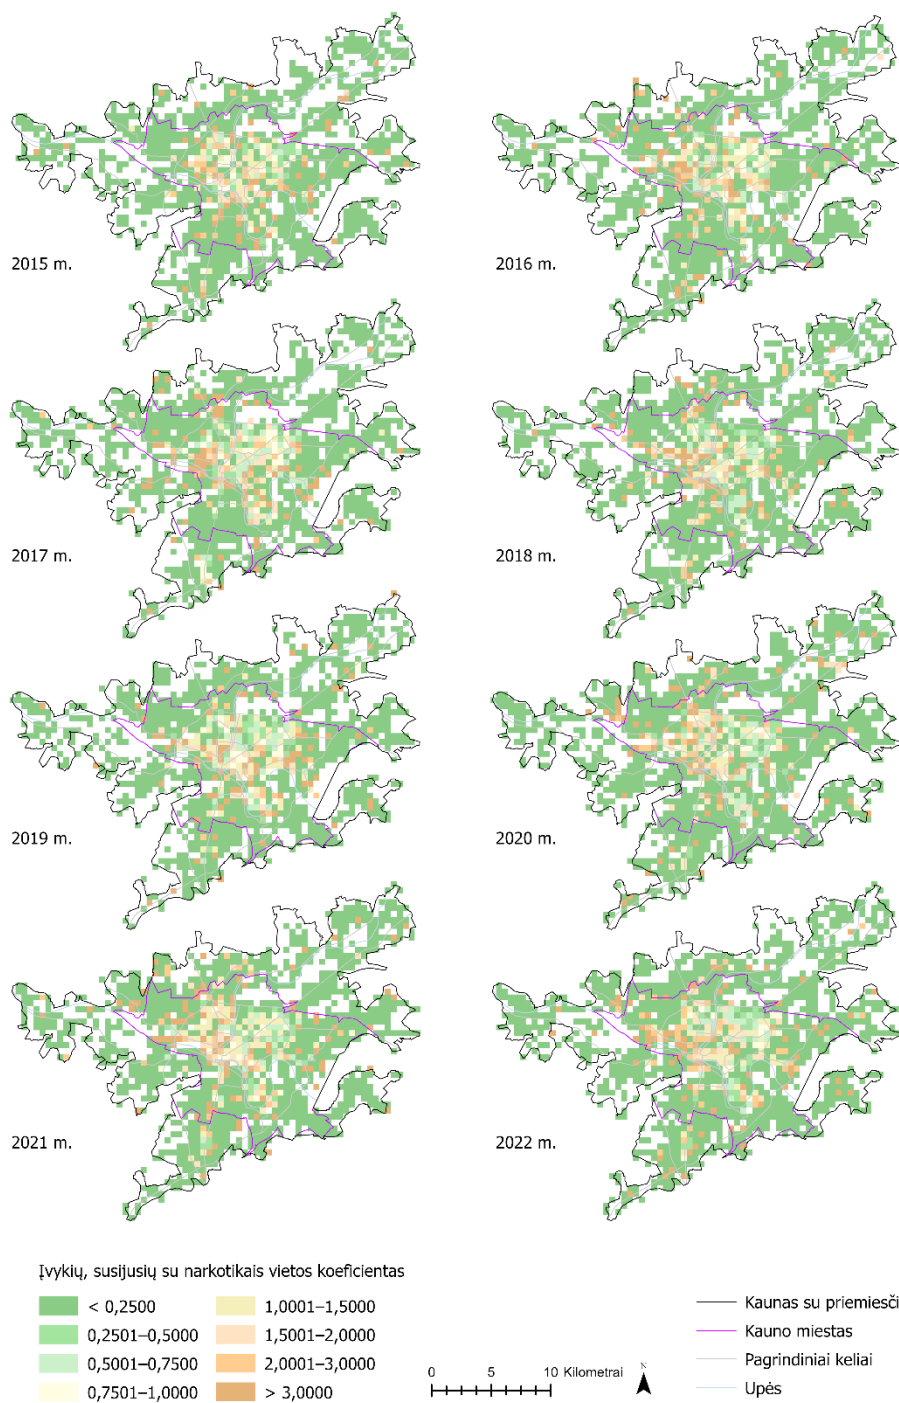 2015 m.
2016 m.
2017 m.
2018 m.
2019 m.
2020 m.
2021 m.
2022 m.
Įvykių, susijusių su narkotikais vietos koeficientas
< 0,2500
0,2501–0,5000
0,5001–0,7500
0,7501–1,0000
1,0001–1,5000
1,5001–2,0000
2,0001–3,0000
> 3,0000
0 5 10 Kilometrai
N
Kaunas su priemiesči
Kauno miestas
Pagrindiniai keliai
Upės